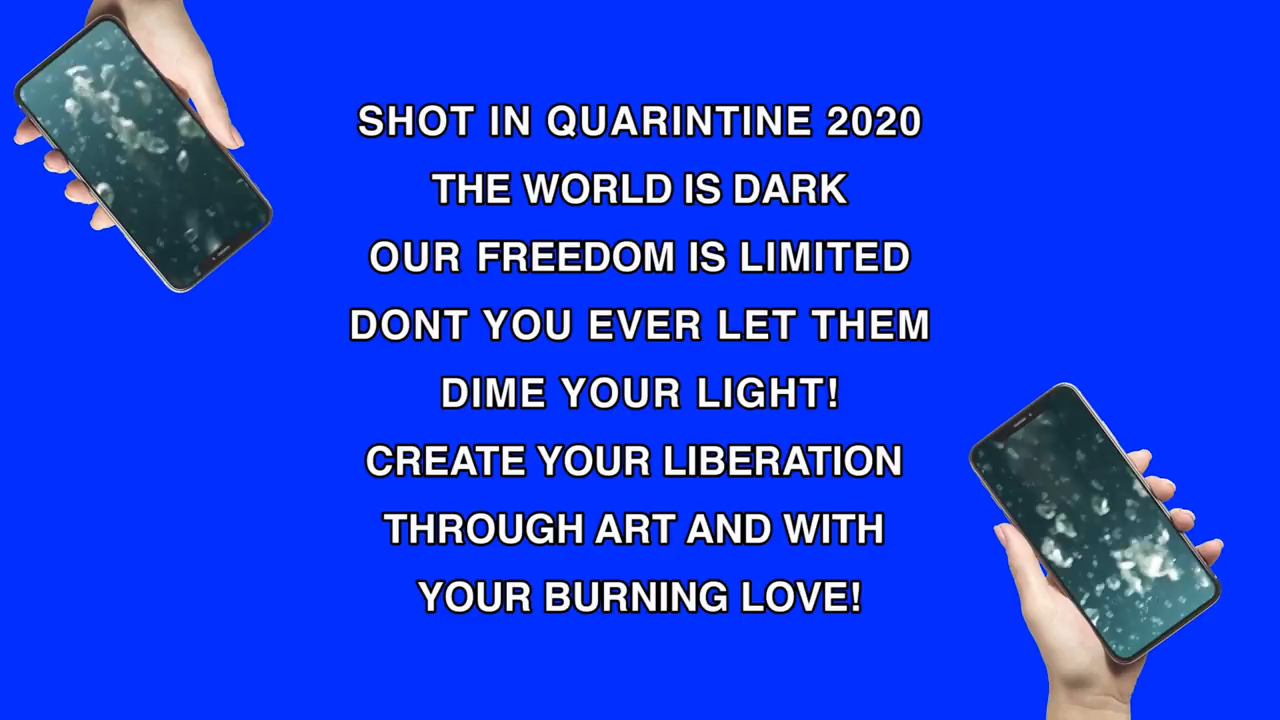 SHOT IN QUARINTINE 2020
THE WORLD IS DARK
OUR FREEDOM IS LIMITED
DONT YOU EVER LET THEM
DIME YOUR LIGHT!
CREATE YOUR LIBERATION
THROUGH ART AND WITH
YOUR BURNING LOVE!